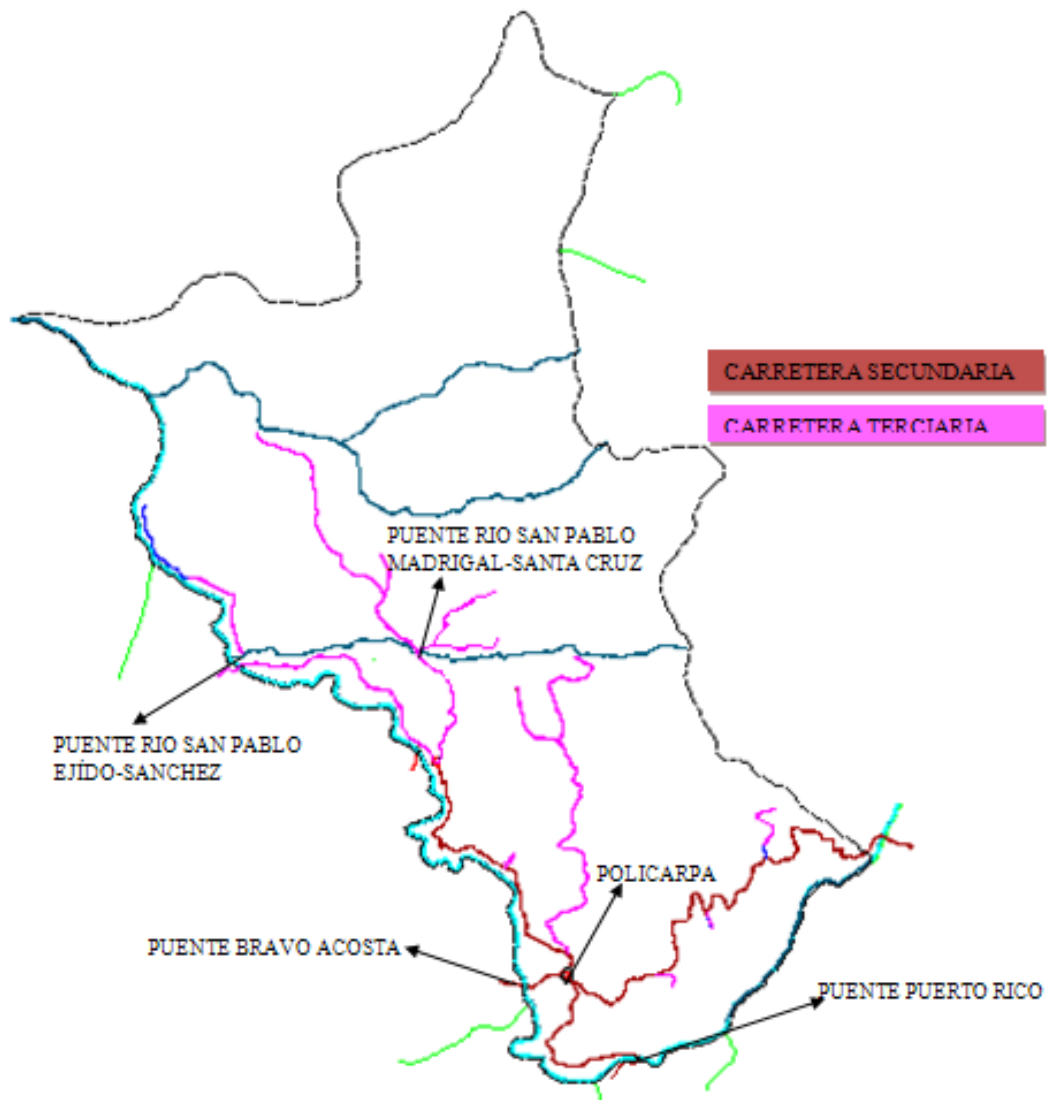 CARRETERA SECUNDARIA
CARRETERA TERCIARIA
PUENTE RIO SAN PABLO
MADRIGAL-SANTA CRUZ
PUENTE RIO SAN PABLO
EJÍDO-SANCHEZ
POLICARPA
PUENTE BRAVO ACOSTA
PUENTE PUERTO RICO